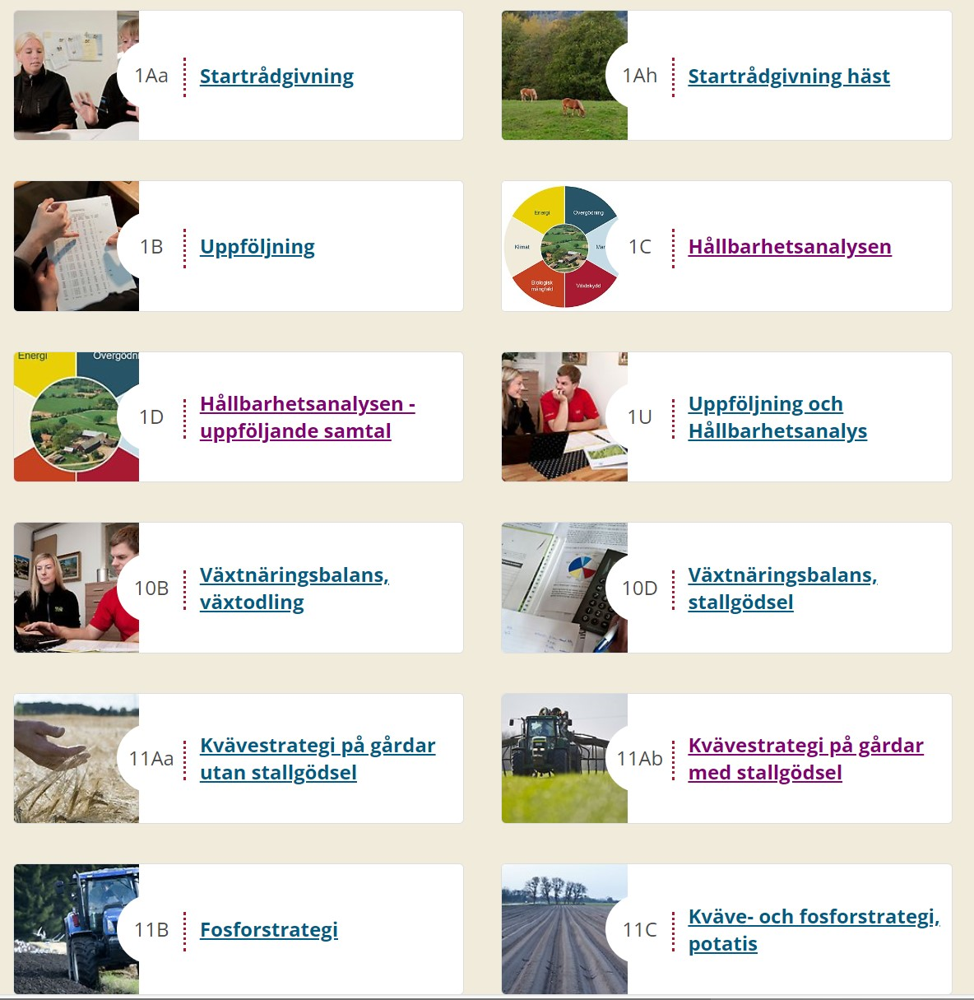 1Aa
Startrådgivning
1Ah
Startrådgivning häst
1B
Uppföljning
Energi
Övergödning
Klimat
Mar
Biologisk
mångfald
Växtskydd
1C
Hållbarhetsanalysen
Energi
Övergödni
1D
Hållbarhetsanalysen -
uppföljande samtal
1U
Uppföljning och
Hållbarhetsanalys
10B
Växtnäringsbalans,
växtodling
10D
Växtnäringsbalans,
stallgödsel
11Aa
Kvävestrategi på gårdar
utan stallgödsel
11Ab
Kvävestrategi på gårdar
med stallgödsel
11B
Fosforstrategi
11C
Kväve- och fosforstrategi,
potatis